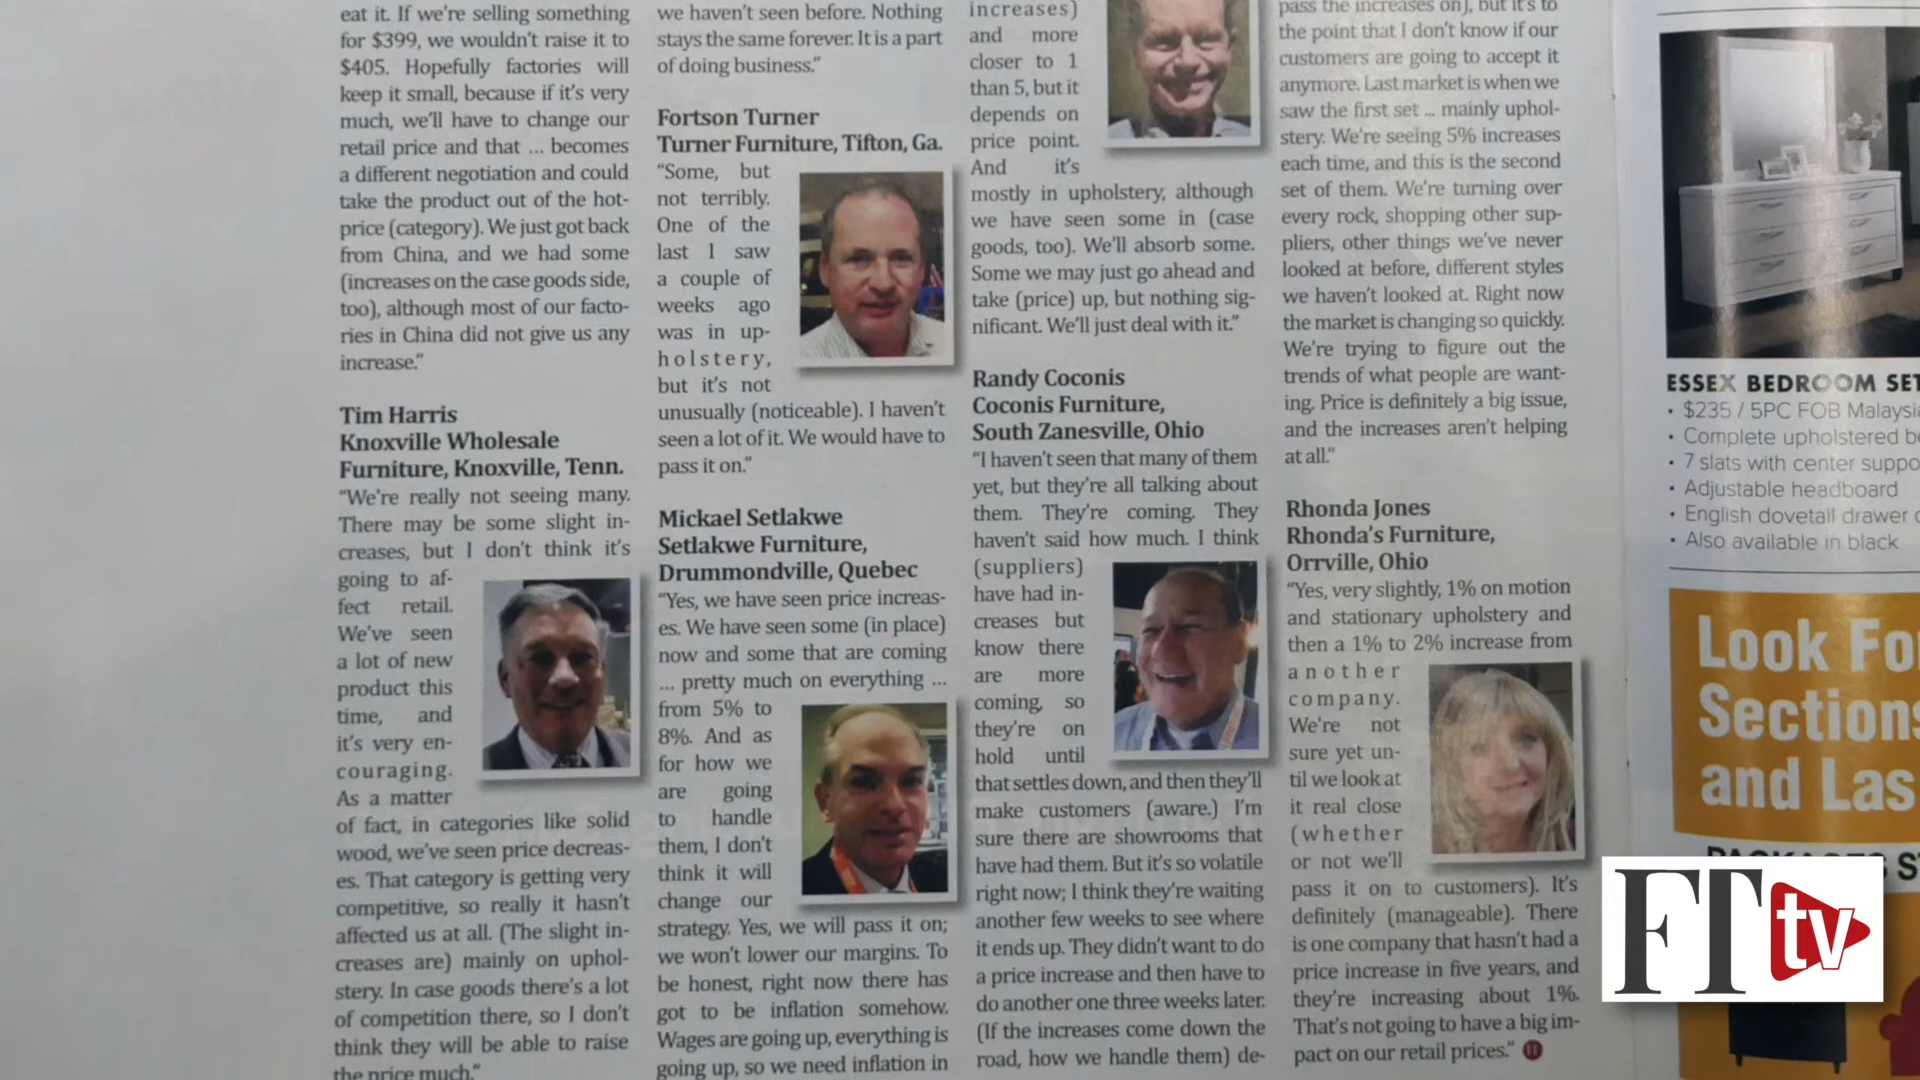 eat it. If we're selling something
for $399, we wouldn't raise it to
$405. Hopefully factories will
keep it small, because if it's very
much, we'll have to change our
retail price and that ... becomes
a different negotiation and could
take the product out of the hot-
price (category). We just got back
from China, and we had some
(increases on the case goods side,
too), although most of our facto-
ries in China did not give us any
increase."
Tim Harris
Knoxville Wholesale
Furniture, Knoxville, Tenn.
"We're really not seeing many.
There may be some slight in-
creases, but I don't think it's
going to af-
fect retail.
We've seen
a lot of new
product this
time, and
it's very en-
couraging.
As a matter
of fact, in categories like solid
wood, we've seen price decreas-
es. That category is getting very
competitive, so really it hasn't
affected us at all. (The slight in-
creases are) mainly on uphol-
stery. In case goods there's a lot
of competition there, so I don't
think they will be able to raise
the price much."
we haven't seen before. Nothing
stays the same forever. It is a part
of doing business."
Fortson Turner
Turner Furniture, Tifton, Ga.
"Some, but
not terribly.
One of the
last I saw
a couple of
weeks ago
was in up-
holstery,
but it's not
unusually (noticeable). I haven't
seen a lot of it. We would have to
pass it on."
Mickael Setlakwe
Setlakwe Furniture,
Drummondville, Quebec
"Yes, we have seen price increas-
es. We have seen some (in place)
now and some that are coming
... pretty much on everything ...
from 5% to
8%. And as
for how we
are going
to handle
them, I don't
think it will
change our
strategy. Yes, we will pass it on;
we won't lower our margins. To
be honest, right now there has
got to be inflation somehow.
Wages are going up, everything is
going up, so we need inflation in
increases)
and more
closer to 1
than 5, but it
depends on
price point.
And it's
mostly in upholstery, although
we have seen some in (case
goods, too). We'll absorb some.
Some we may just go ahead and
take (price) up, but nothing sig-
nificant. We'll just deal with it."
Randy Coconis
Coconis Furniture,
South Zanesville, Ohio
"I haven't seen that many of them
yet, but they're all talking about
them. They're coming. They
haven't said how much. I think
(suppliers)
have had in-
creases but
know there
are more
coming, so
they're on
hold until
that settles down, and then they'll
make customers (aware.) I'm
sure there are showrooms that
have had them. But it's so volatile
right now; I think they're waiting
another few weeks to see where
it ends up. They didn't want to do
a price increase and then have to
do another one three weeks later.
(If the increases come down the
road, how we handle them) de-
pass the increases on), but it's to
the point that I don't know if our
customers are going to accept it
anymore. Last market is when we
saw the first set ... mainly uphol-
stery. We're seeing 5% increases
each time, and this is the second
set of them. We're turning over
every rock, shopping other sup-
pliers, other things we've never
looked at before, different styles
we haven't looked at. Right now
the market is changing so quickly.
We're trying to figure out the
trends of what people are want-
ing. Price is definitely a big issue,
and the increases aren't helping
at all."
Rhonda Jones
Rhonda's Furniture,
Orrville, Ohio
"Yes, very slightly, 1% on motion
and stationary upholstery and
then a 1% to 2% increase from
another
company.
We're not
sure yet un-
til we look at
it real close
(whether
or not we'll
pass it on to customers). It's
definitely (manageable). There
is one company that hasn't had a
price increase in five years, and
they're increasing about 1%.
That's not going to have a big im-
pact on our retail prices."
ESSEX BEDROOM SET
• $235 / 5PC FOB Malaysia
• Complete upholstered
• 7 slats with center
• Adjustable headboard
• English dovetail drawer
• Also available in black
Look For
Sections
and Las
FT tv